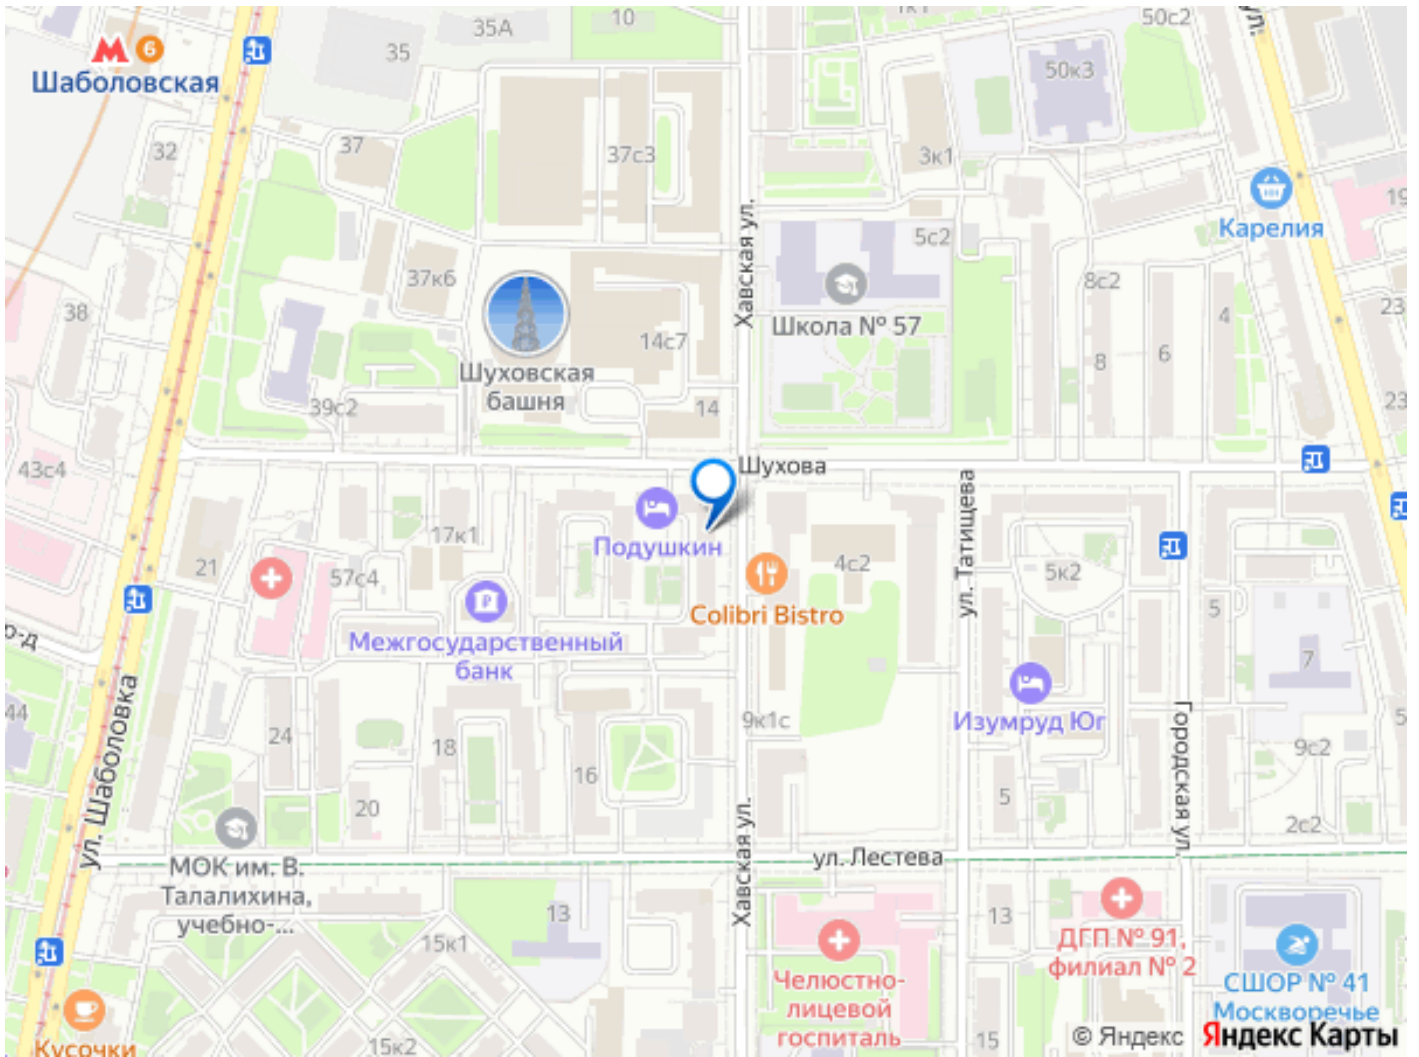 35А
10
к1
50с2
ул.
6
Шаболовская
35
50к3
32
37
37с3
3к1
19
Хавская ул.
Карелия
5с2
37к6
8с2
38
Школа № 57
4
23
14с7
6
8
Шуховская
башня
39с2
14
23
43с4
Шухова
ул. Татищева
17к1
Подушкин
21
57с4
4с2
5к2
Colibri Bistro
5
р-д
Межгосударственный
банк
7
44
ул. Шаболовка
9к1с
Изумруд Юг
Городская ул.
5
24
18
16
9с2
5
20
Хавская ул.
2с2
МОК им. В.
Талалихина,
учебно-...
ул. Лестева
13
13
15к1
ДГП № 91,
филиал № 2
Челюстно-
лицевой
госпиталь
СШОР № 41
Москворечье
15
Кусочки
15к2
© Яндекс Яндекс Карты